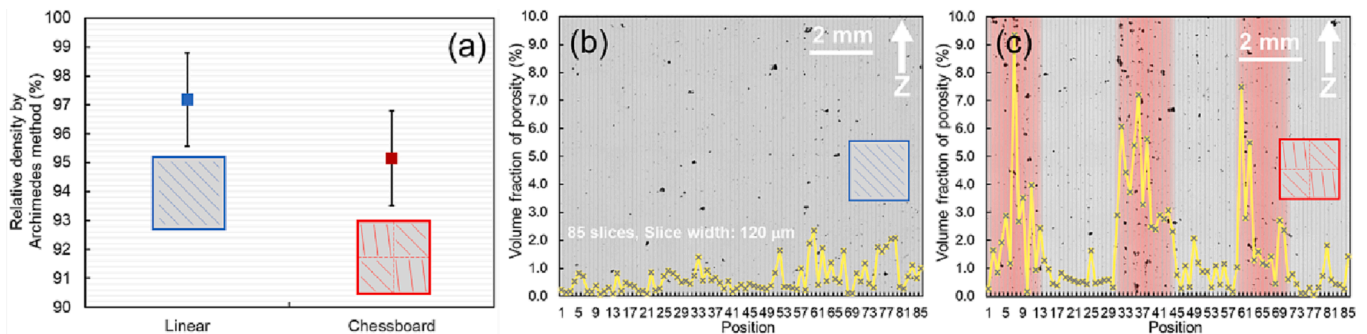 100
99
98
97
96
95
94
93
92
91
90
Relative density by
Archimedes method (%)
(a)
Linear
Chessboard
10.0
9.0
8.0
7.0
6.0
5.0
4.0
3.0
2.0
1.0
0.0
Volume fraction of porosity (%)
(b)
2 mm
Z
85 slices, Slice width: 120 μm
1 5 9 13 17 21 25 29 33 37 41 45 49 53 57 61 65 69 73 77 81 85
Position
10.0
9.0
8.0
7.0
6.0
5.0
4.0
3.0
2.0
1.0
0.0
Volume fraction of porosity (%)
(c)
2 mm
Z
1 5 9 13 17 21 25 29 33 37 41 45 49 53 57 61 65 69 73 77 81 85
Position